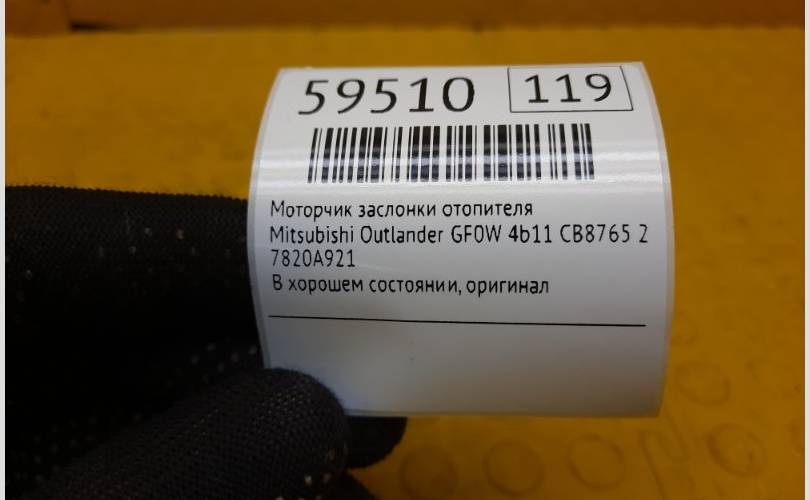 59510 119
Моторчик заслонки отопителя
Mitsubishi Outlander GF0W 4b11 CB8765 2
7820A921
В хорошем состоянии, оригинал